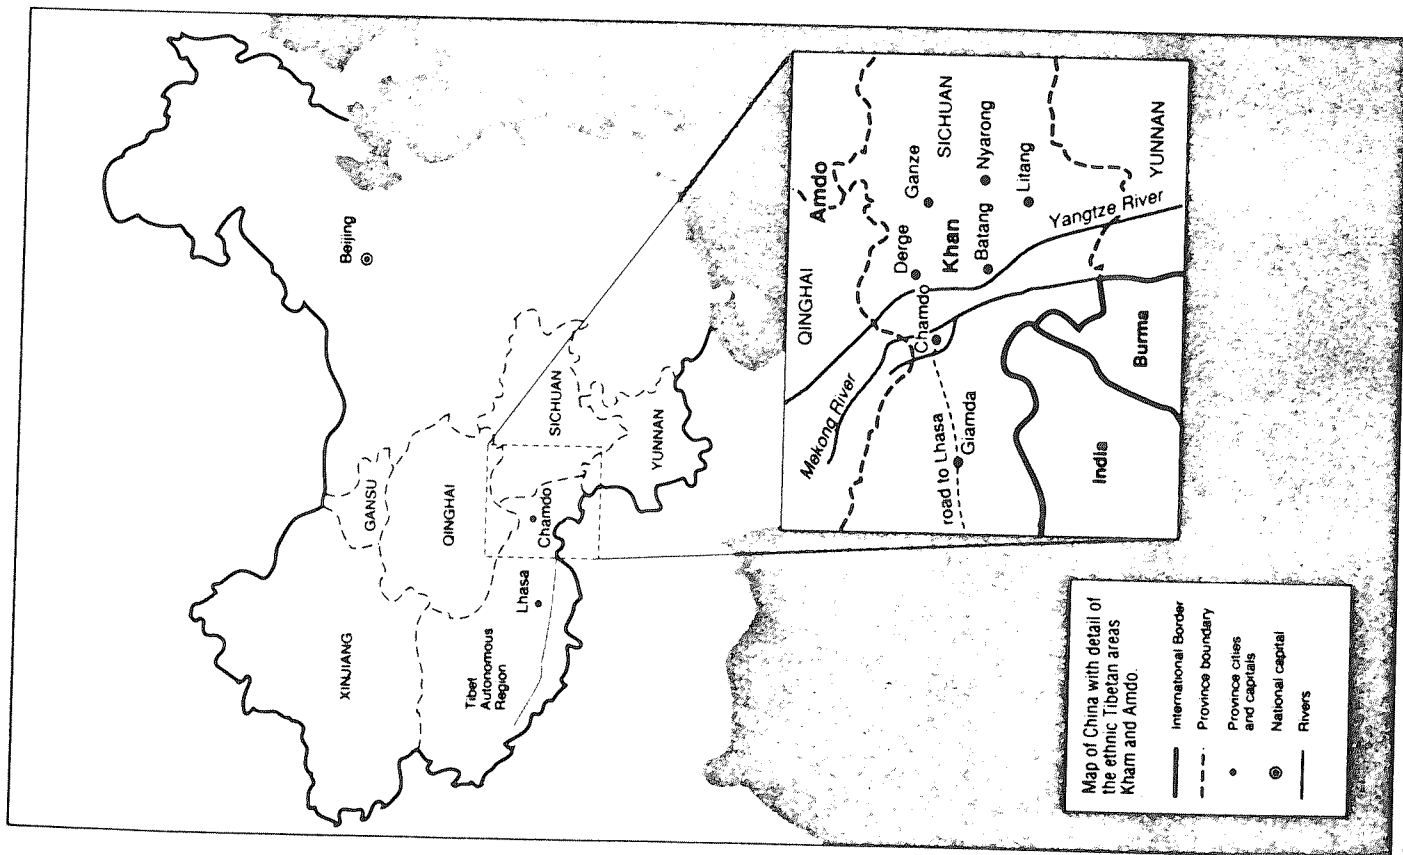 Beijing
XINJIANG
GANSU
QINGHAI
Tibet
Autonomous
Region
Lhasa
Chamdo
SICHUAN
YUNNAN
QINGHAI
Amdo
Mekong River
Derge
Ganze
SICHUAN
Chamdo
Khan
road to Lhasa
Giamda
Batang
Nyarong
Litang
Yangtze River
YUNNAN
India
Burma
Map of China with detail of
the ethnic Tibetan areas
Kham and Amdo.
International Border
Province boundary
Province cities
and capitals
National capital
Rivers